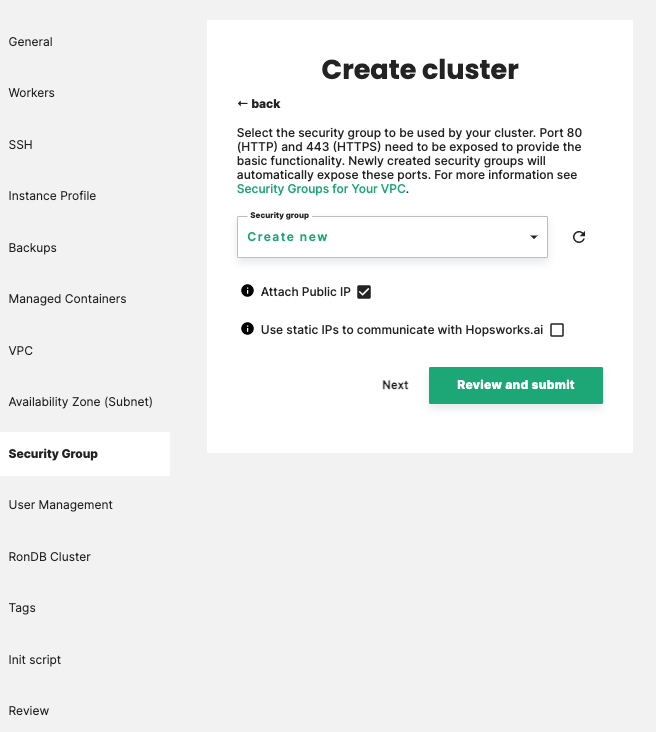 General
Workers
SSH
Instance Profile
Backups
Managed Containers
VPC
Availability Zone (Subnet)
Security Group
User Management
RonDB Cluster
Tags
Init script
Review
Create cluster
← back
Select the security group to be used by your cluster. Port 80
(HTTP) and 443 (HTTPS) need to be exposed to provide the
basic functionality. Newly created security groups will
automatically expose these ports. For more information see
Security Groups for Your VPC.
Security group
Create new
Attach Public IP
Use static IPs to communicate with Hopsworks.ai
Next
Review and submit